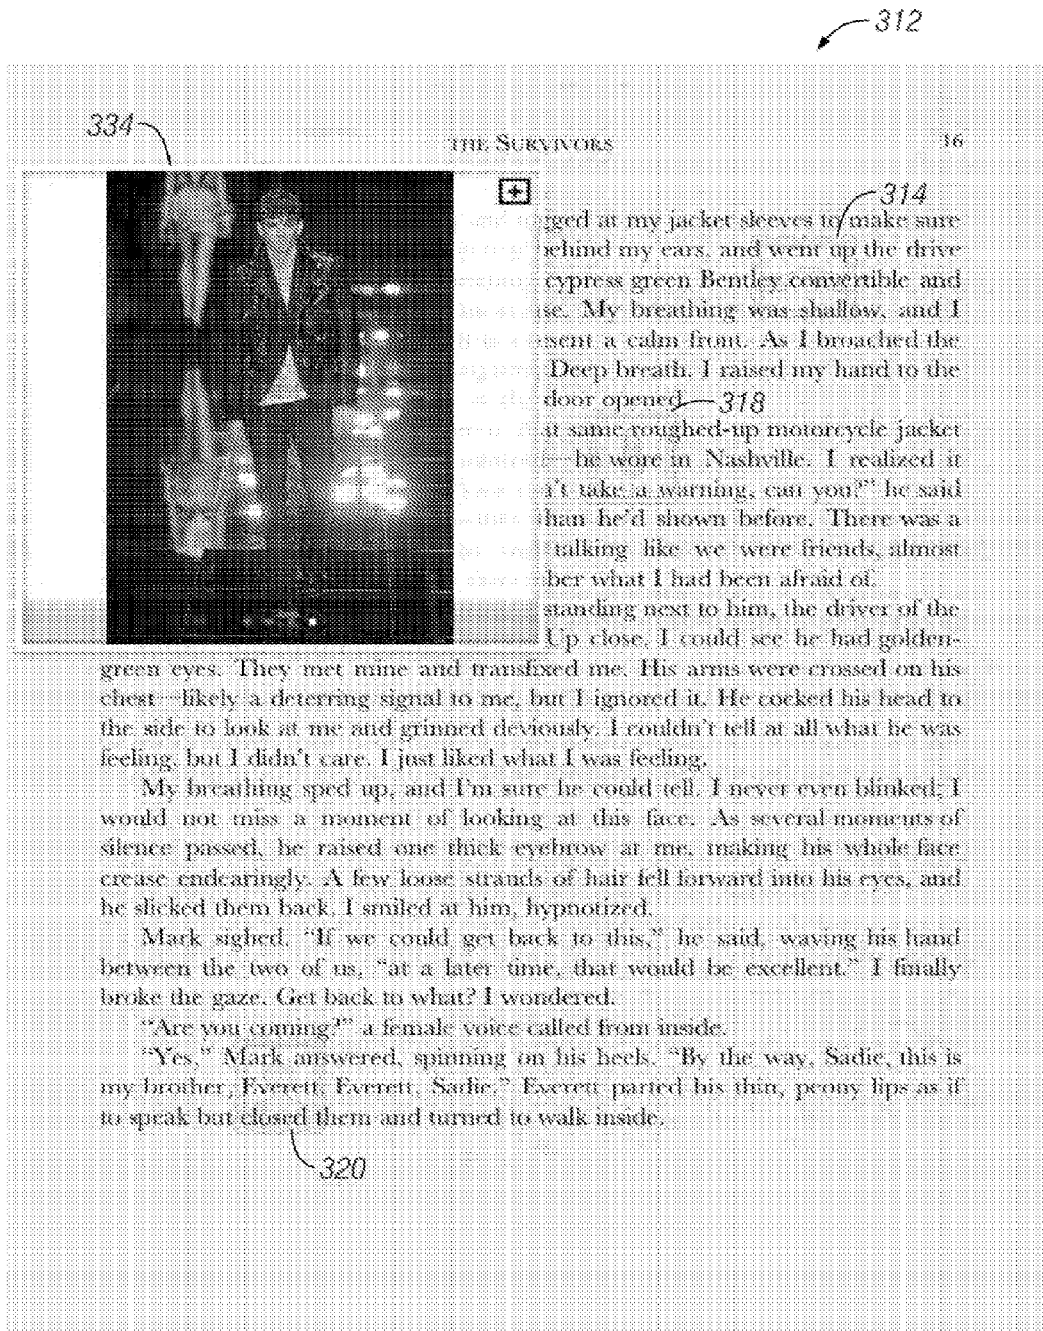 312
334
THE SURVIVORS 16
314
gged at my jacket sleeves to make sure
behind my ears, and went up the drive
cypress green Bentley convertible and
se. My breathing was shallow, and I
sent a calm front. As I broached the
Deep breath. I raised my hand to the
door opened.
318
same roughed-up motorcycle jacket
he wore in Nashville. I realized it
n't take a warning, can you?” he said
than he'd shown before. There was a
talking like we were friends, almost
ber what I had been afraid of.
standing next to him, the driver of the
Up close, I could see he had golden-
green eyes. They met mine and transfixed me. His arms were crossed on his
chest—likely a deterring signal to me, but I ignored it. He cocked his head to
the side to look at me and grinned deviously. I couldn't tell at all what he was
feeling, but I didn't care. I just liked what I was feeling.
My breathing sped up, and I'm sure he could tell. I never even blinked; I
would not miss a moment of looking at this face. As several moments of
silence passed, he raised one thick eyebrow at me, making his whole face
crease endearingly. A few loose strands of hair fell forward into his eyes, and
he slicked them back. I smiled at him, hypnotized.
Mark sighed. “If we could get back to this,” he said, waving his hand
between the two of us, “at a later time, that would be excellent.” I finally
broke the gaze. Get back to what? I wondered.
“Are you coming?” a female voice called from inside.
“Yes,” Mark answered, spinning on his heels. “By the way, Sadie, this is
my brother, Everett. Everett, Sadie.” Everett parted his thin, peony lips as if
to speak but closed them and turned to walk inside.
320